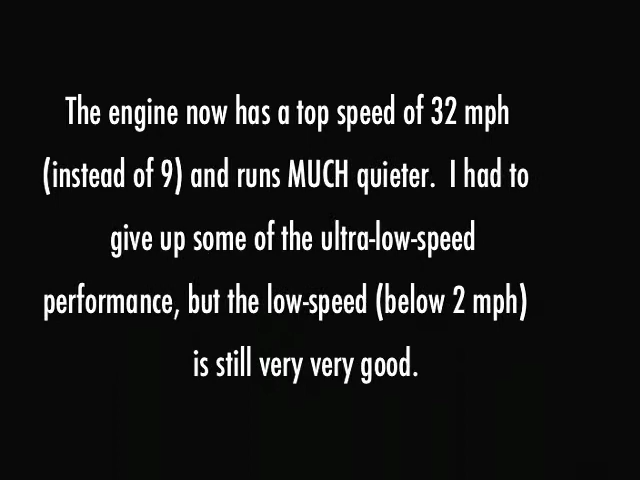 The engine now has a top speed of 32 mph
(instead of 9) and runs MUCH quieter.  I had to
give up some of the ultra-low-speed
performance, but the low-speed (below 2 mph)
is still very very good.